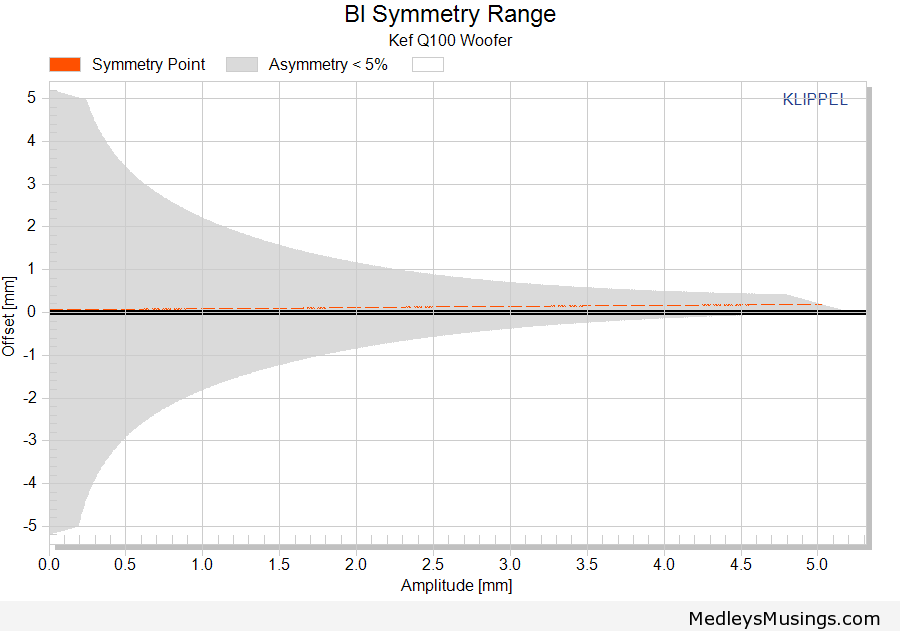 Bl Symmetry Range
Kef Q100 Woofer
Symmetry Point Asymmetry < 5%
KLIPPEL
5
4
3
2
1
0
-1
-2
-3
-4
-5
Offset [mm]
0.0 0.5 1.0 1.5 2.0 2.5 3.0 3.5 4.0 4.5 5.0
Amplitude [mm]
MedleysMusings.com